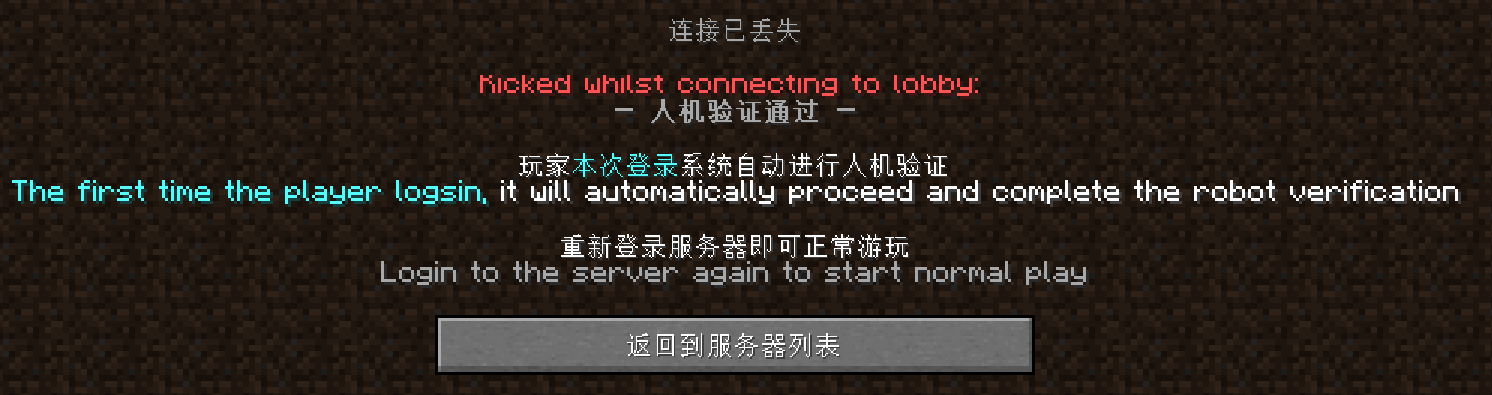 连接已丢失
Kicked whilst connecting to lobby:
— 人机验证通过 —
玩家本次登录系统自动进行人机验证
The first time the player logsin, it will automatically proceed and complete the robot verification
重新登录服务器即可正常游玩
Login to the server again to start normal play
返回到服务器列表